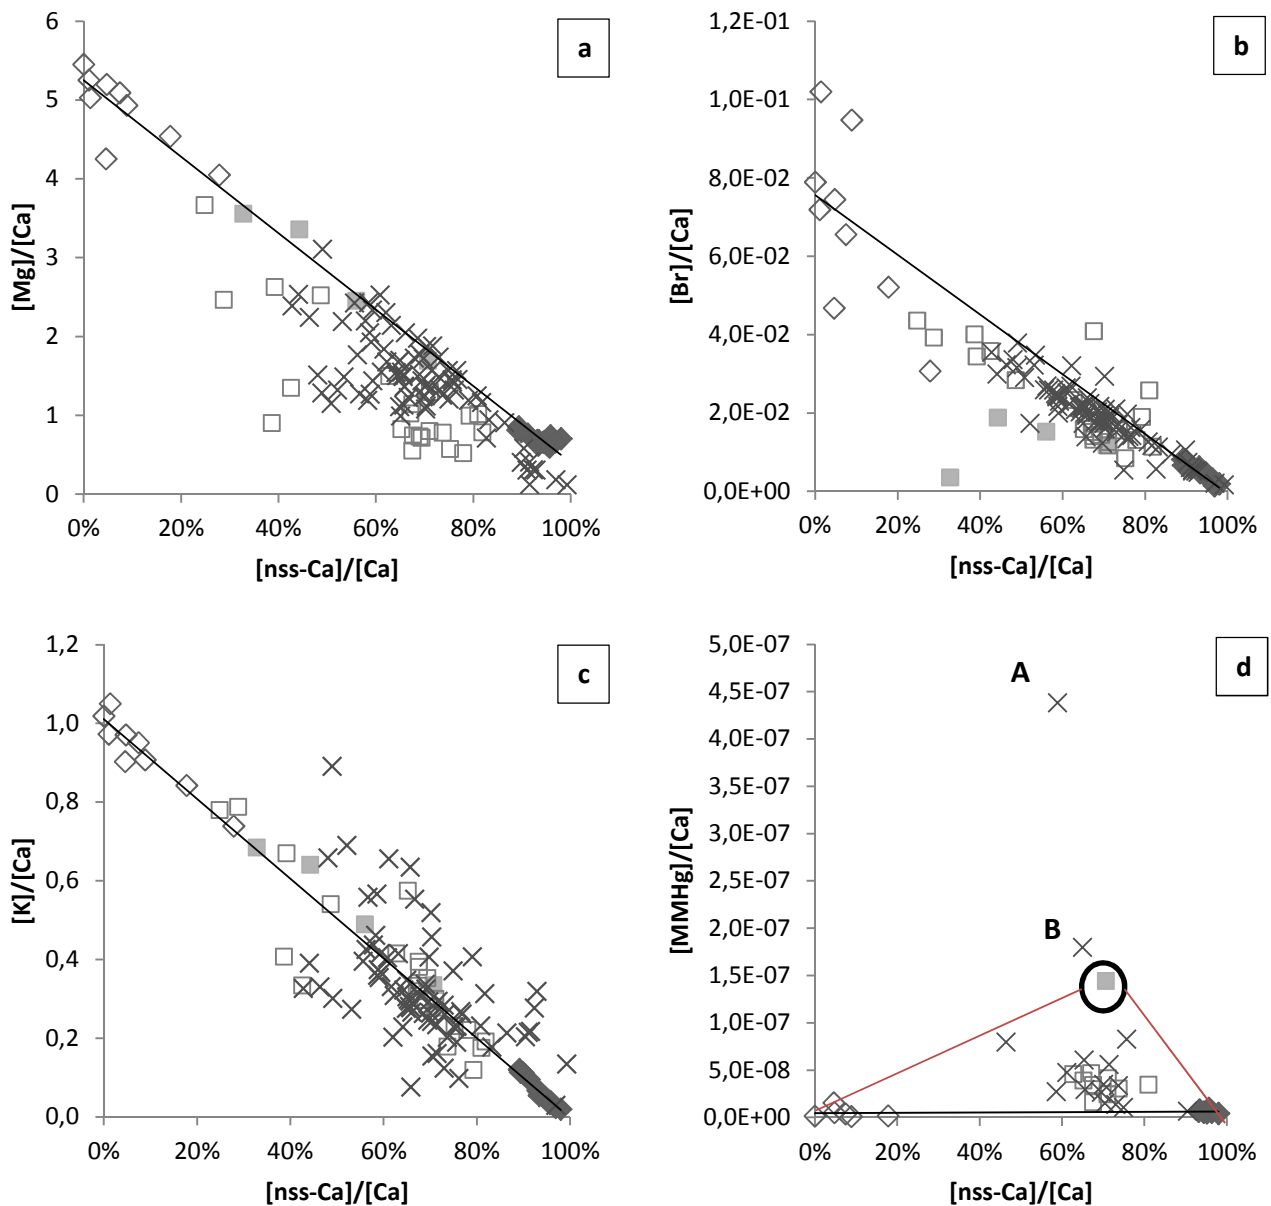 a
6
5
4
3
2
1
0
0% 20% 40% 60% 80% 100%
[Mg]/[Ca]
[nss-Ca]/[Ca]
b
1,2E-01
1,0E-01
8,0E-02
6,0E-02
4,0E-02
2,0E-02
0,0E+00
0% 20% 40% 60% 80% 100%
[Br]/[Ca]
[nss-Ca]/[Ca]
c
1,2
1,0
0,8
0,6
0,4
0,2
0,0
0% 20% 40% 60% 80% 100%
[K]/[Ca]
[nss-Ca]/[Ca]
d
5,0E-07
4,5E-07
4,0E-07
3,5E-07
3,0E-07
2,5E-07
2,0E-07
1,5E-07
1,0E-07
5,0E-08
0,0E+00
0% 20% 40% 60% 80% 100%
A
B
[MMHg]/[Ca]
[nss-Ca]/[Ca]